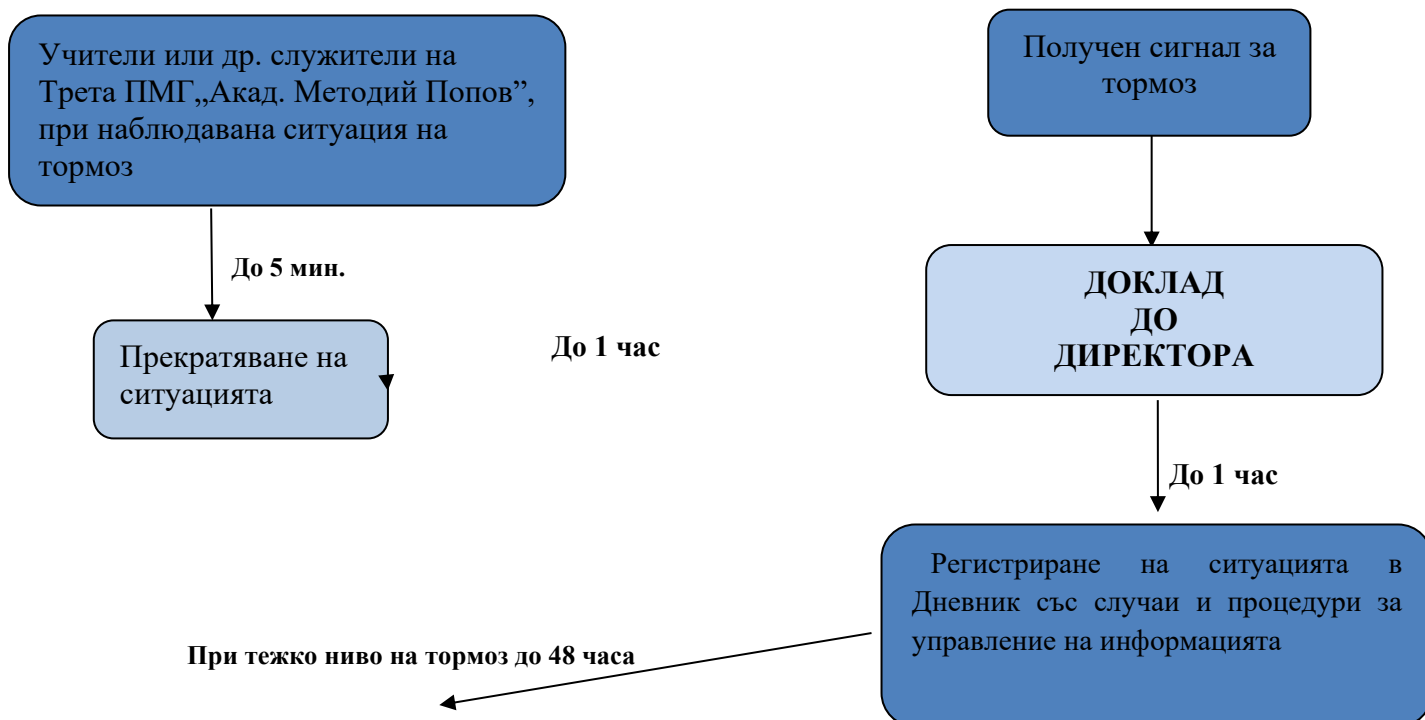 Учители или др. служители на
Трета ПМГ„Акад. Методий Попов”,
при наблюдавана ситуация на
тормоз
Получен сигнал за
тормоз
До 5 мин.
ДОКЛАД
ДО
ДИРЕКТОРА
Прекратяване на
ситуацията
До 1 час
До 1 час
Регистриране на ситуацията в
Дневник със случаи и процедури за
управление на информацията
При тежко ниво на тормоз до 48 часа